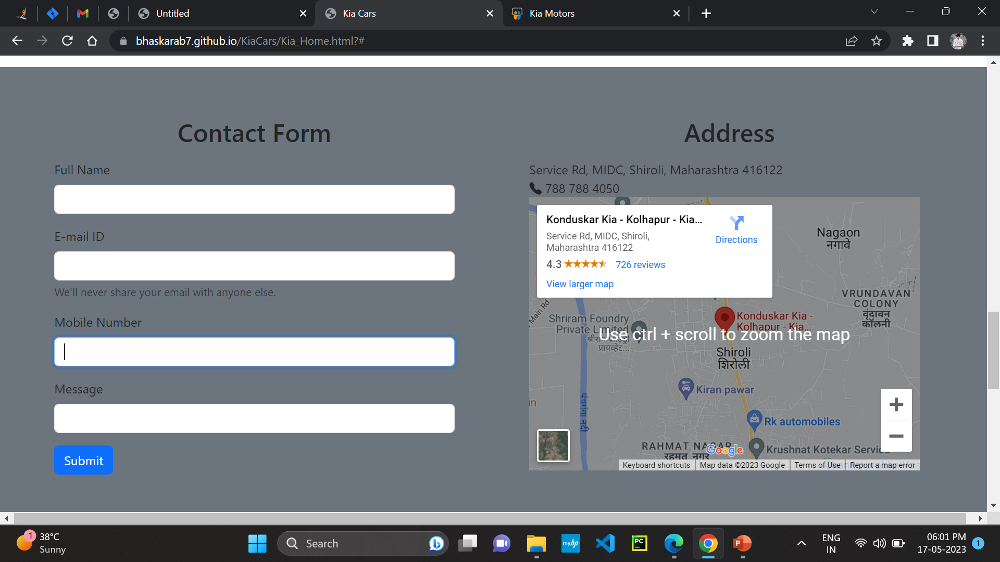 Untitled
Kia Cars
Kia Motors
bhaskarab7.github.io/KiaCars/Kia_Home.html?#
Contact Form
Full Name
E-mail ID
We'll never share your email with anyone else.
Mobile Number
Message
Submit
Address
Service Rd, MIDC, Shiroli, Maharashtra 416122
788 788 4050
Konduskar Kia - Kolhapur - Kia...
Service Rd, MIDC, Shiroli,
Maharashtra 416122
Directions
4.3
726 reviews
View larger map
Nagaon
नगावे
VRUNDAVAN
COLONY
वृंदावन
कॉलनी
Main Rd
Shriram Foundry
Private Limited
प्रायव्हेट...
Konduskar Kia -
Kolhapur - Kia...
Use ctrl + scroll to zoom the map
Shiroli
शिरोली
Kiran pawar
in
Rk automobiles
RAHMAT NAGAR
रहमत नगर
Google
Krushnat Kotekar Servic
Keyboard shortcuts
Map data ©2023 Google
Terms of Use
Report a map error
1
38°C
Sunny
Search
myhp
PC
P
ENG
IN
06:01 PM
17-05-2023
1